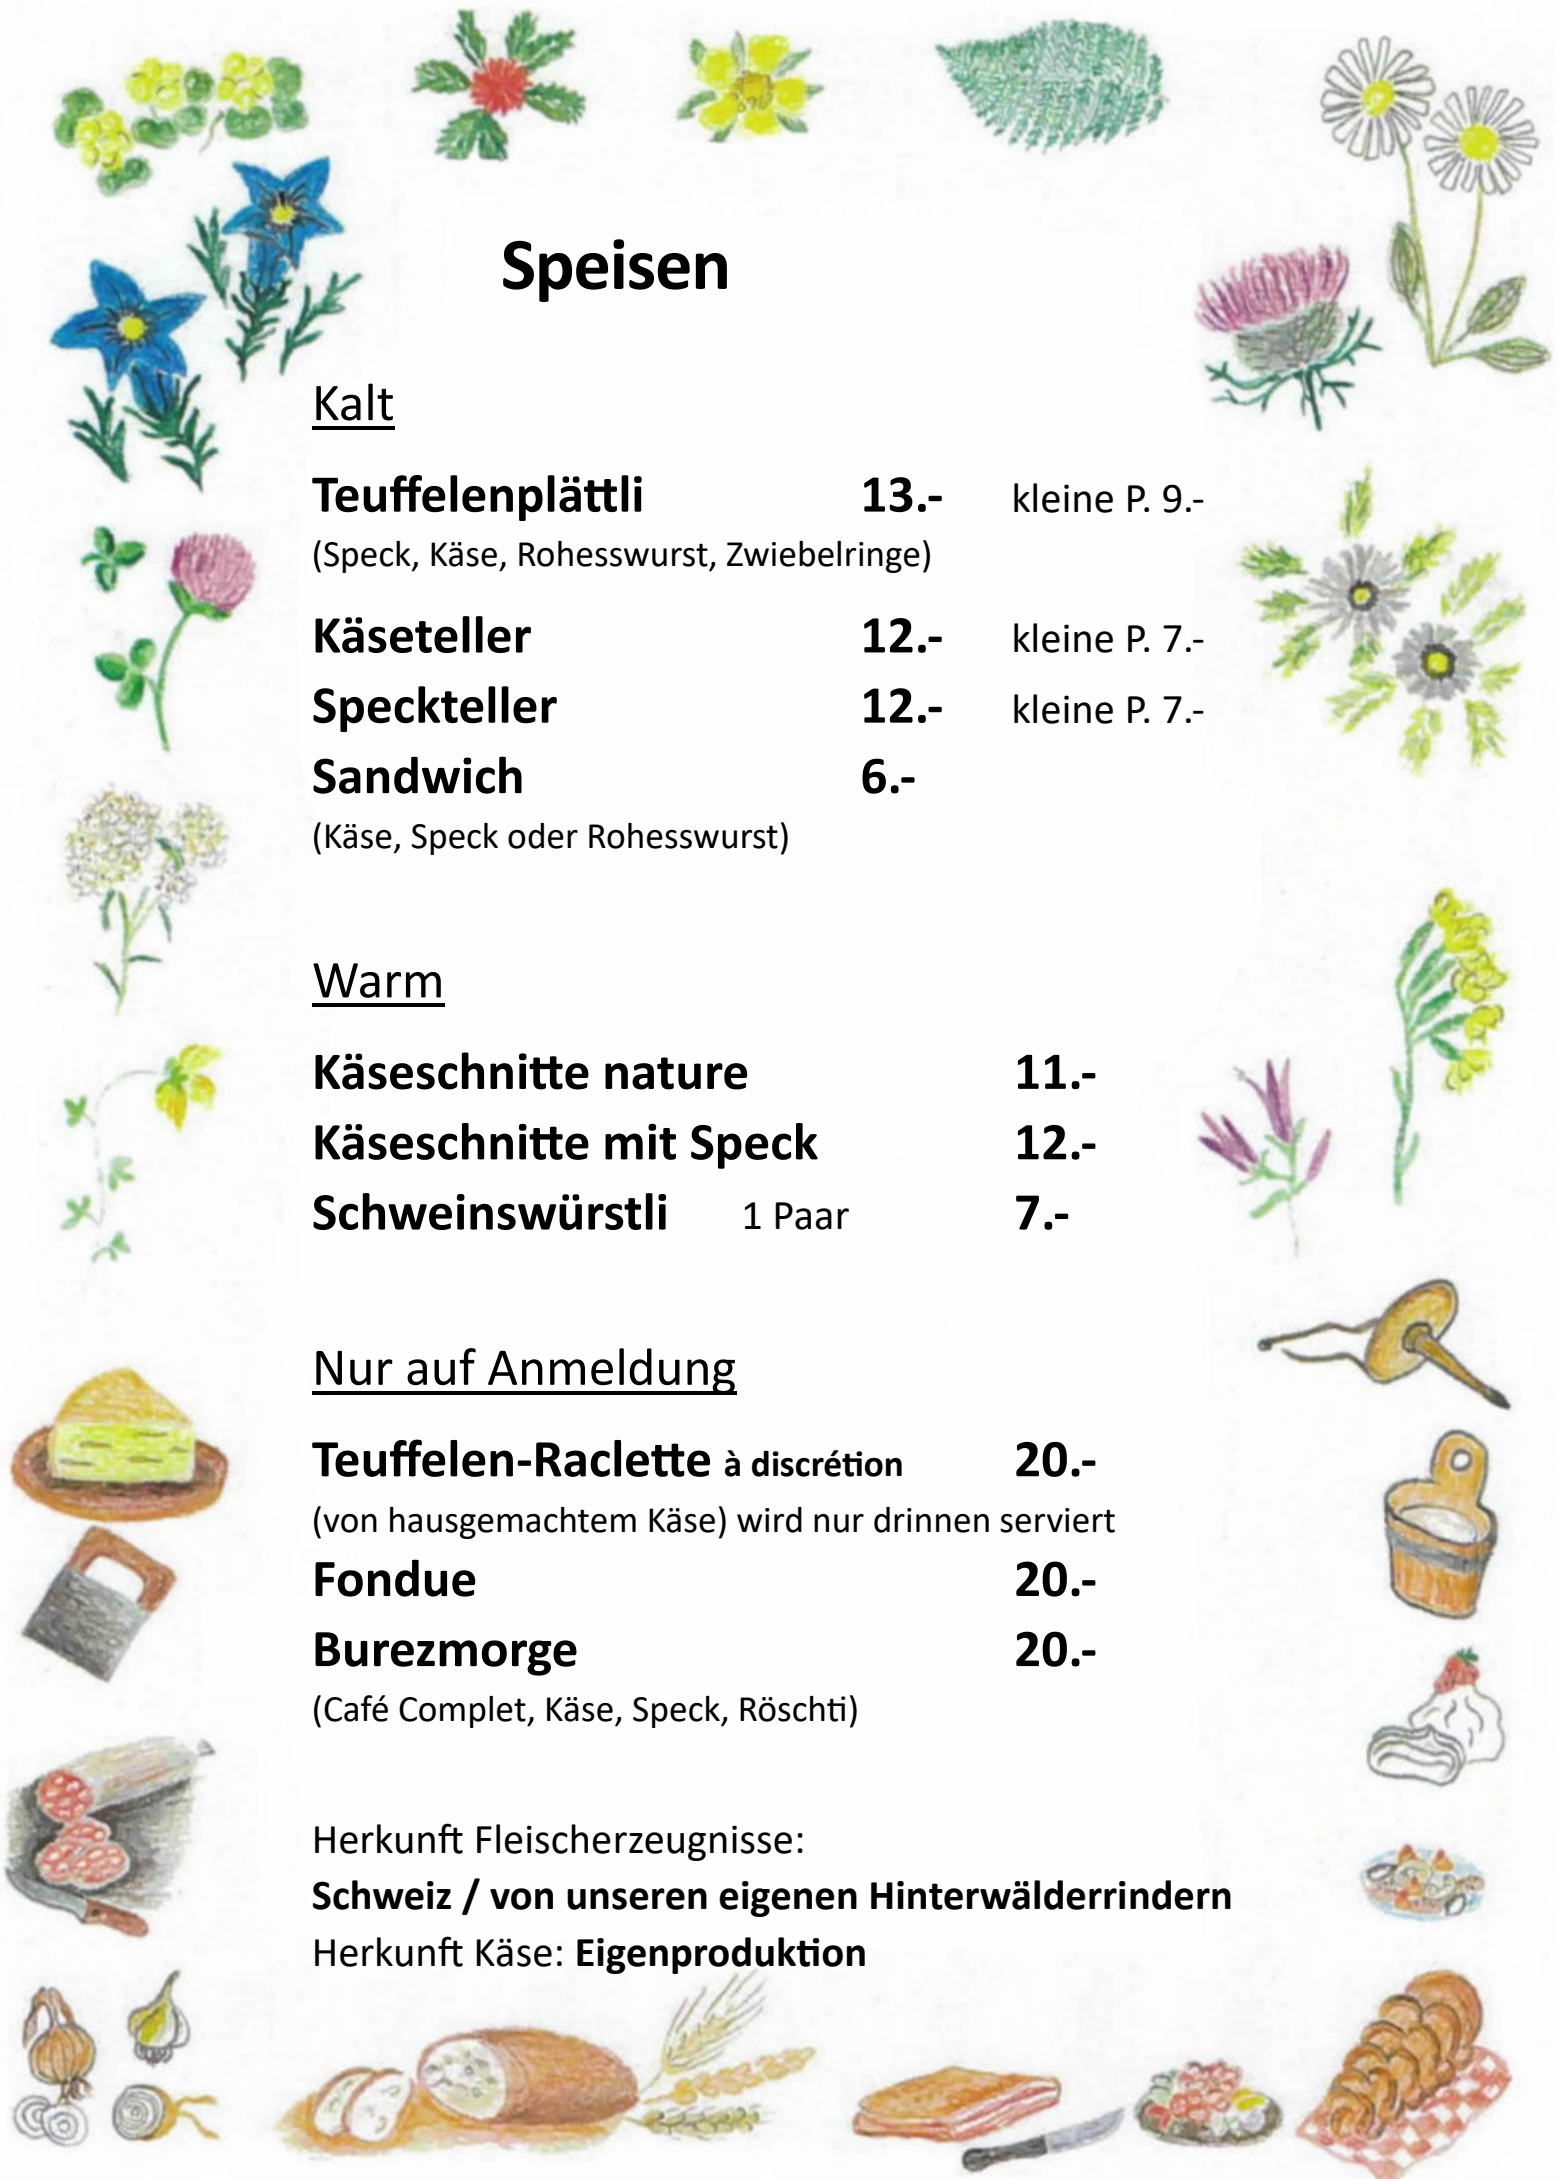 Speisen
Kalt
Teuffelenplättli 13.- kleine P. 9.-
(Speck, Käse, Rohesswurst, Zwiebelringe)
Käseteller 12.- kleine P. 7.-
Speckteller 12.- kleine P. 7.-
Sandwich 6.-
(Käse, Speck oder Rohesswurst)
Warm
Käseschnitte nature 11.-
Käseschnitte mit Speck 12.-
Schweinswürstli 1 Paar 7.-
Nur auf Anmeldung
Teuffelen-Raclette à discrétion 20.-
(von hausgemachtem Käse) wird nur drinnen serviert
Fondue 20.-
Burezmorge 20.-
(Café Complet, Käse, Speck, Röschti)
Herkunft Fleischerzeugnisse:
Schweiz / von unseren eigenen Hinterwälderrindern
Herkunft Käse: Eigenproduktion